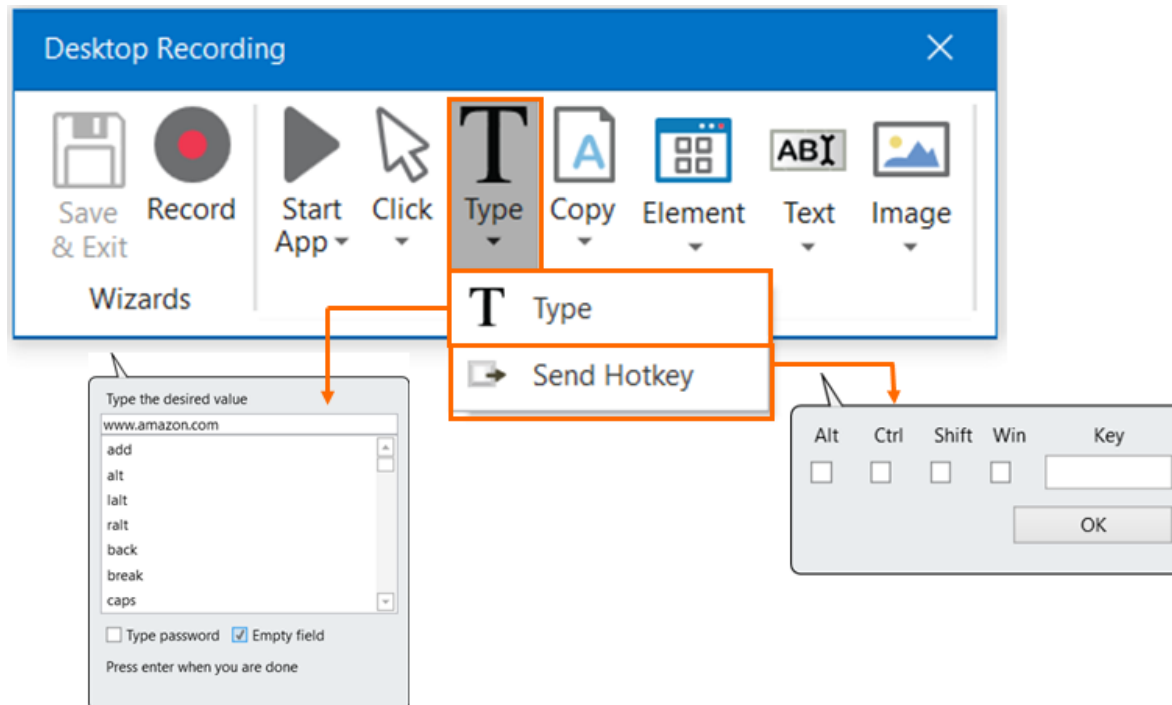 Desktop Recording
Save & Exit
Record
Start App
Click
Type
Copy
Element
ABI
Text
Image
A
T
Wizards
T Type
Send Hotkey
Type the desired value
www.amazon.com
add
alt
lalt
ralt
back
break
caps
Type password Empty field
Press enter when you are done
Alt Ctrl Shift Win Key
OK